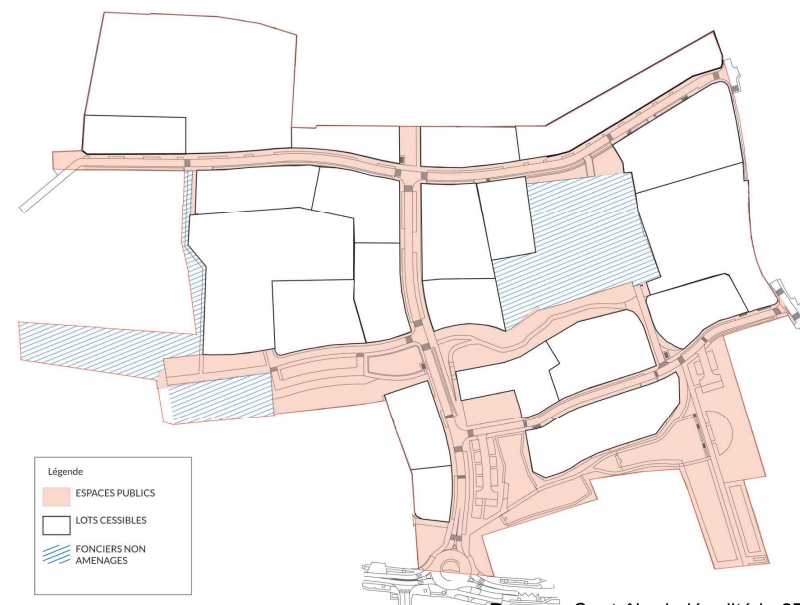 Légende
ESPACES PUBLICS
LOTS CESSIBLES
FONCIERS NON
AMENAGES